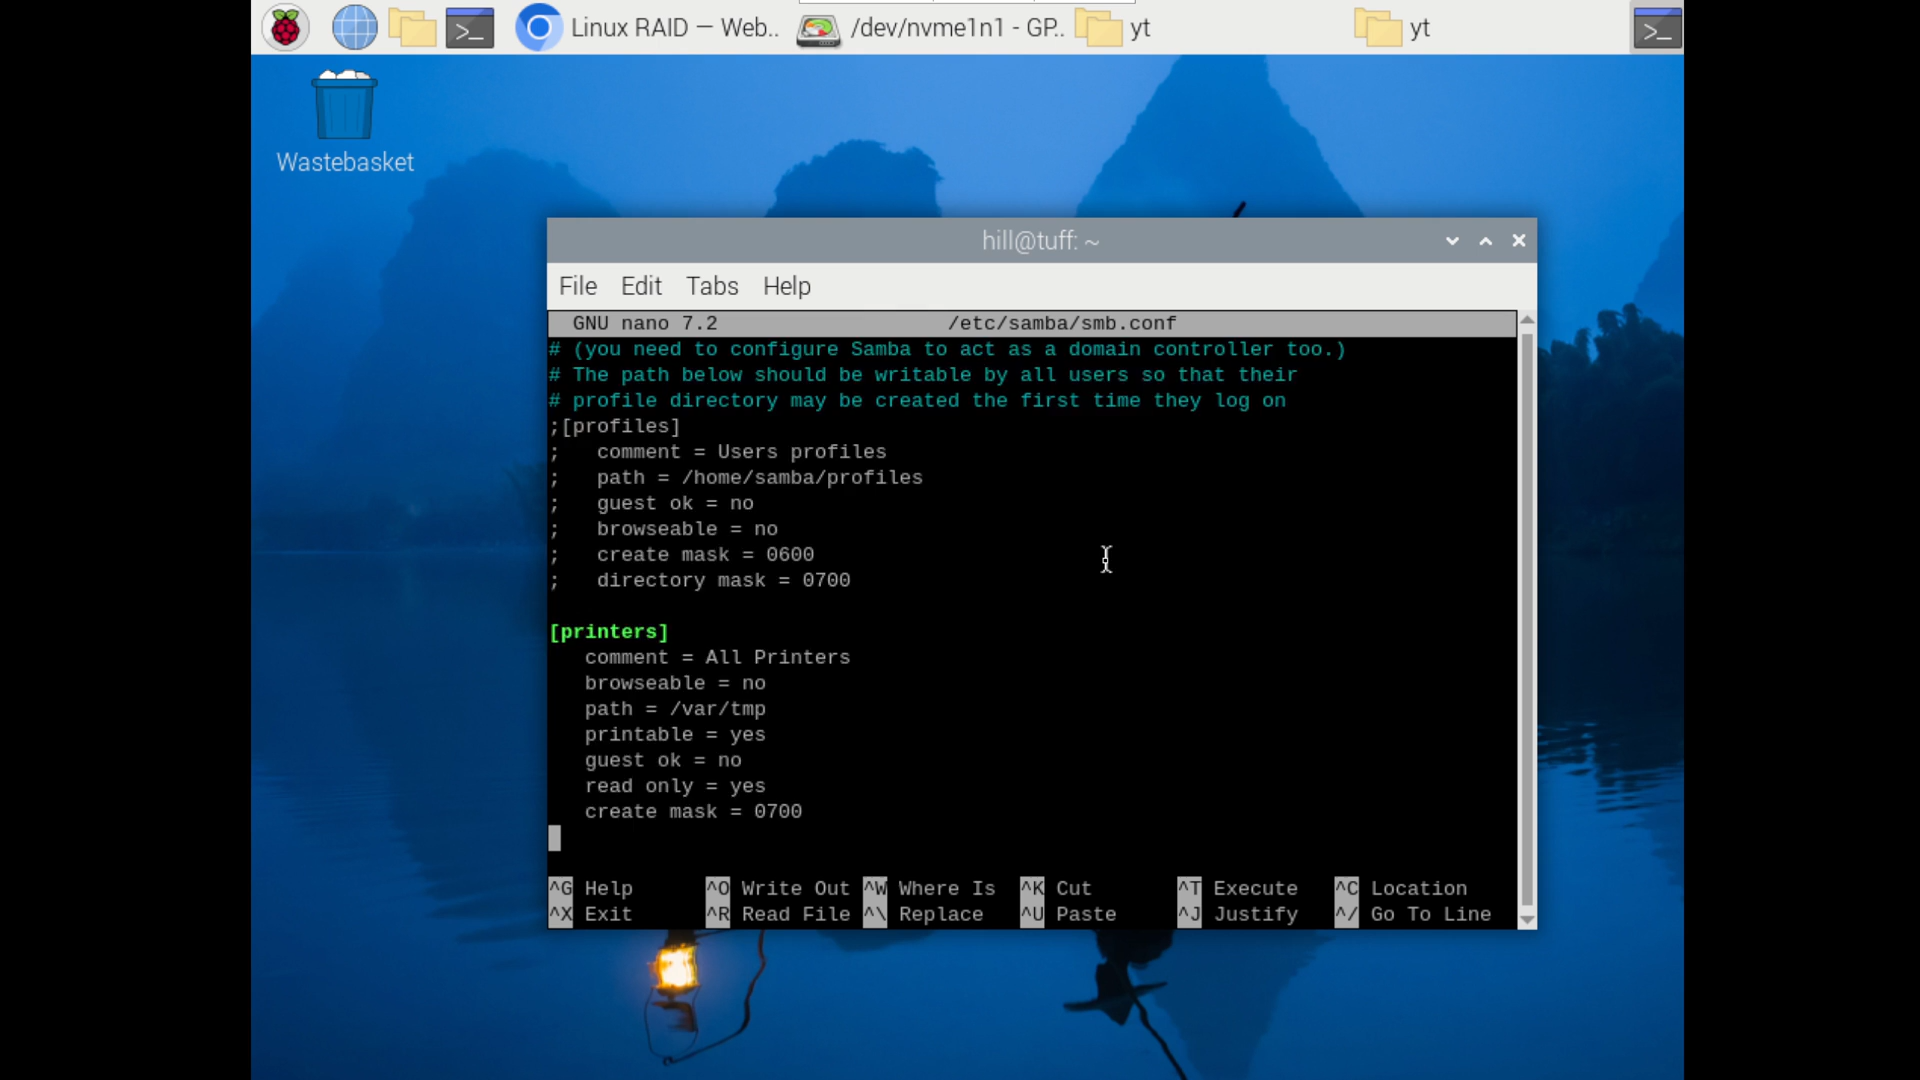 Linux RAID — Web..
/dev/nvme1n1 - GP..
yt
yt
Wastebasket
hill@tuff: ~
File Edit Tabs Help
GNU nano 7.2 /etc/samba/smb.conf
# (you need to configure Samba to act as a domain controller too.)
# The path below should be writable by all users so that their
# profile directory may be created the first time they log on
;[profiles]
;   comment = Users profiles
;   path = /home/samba/profiles
;   guest ok = no
;   browseable = no
;   create mask = 0600
;   directory mask = 0700
[printers]
   comment = All Printers
   browseable = no
   path = /var/tmp
   printable = yes
   guest ok = no
   read only = yes
   create mask = 0700
^G Help ^O Write Out ^W Where Is ^K Cut ^T Execute ^C Location
^X Exit ^R Read File ^\ Replace ^U Paste ^J Justify ^/ Go To Line